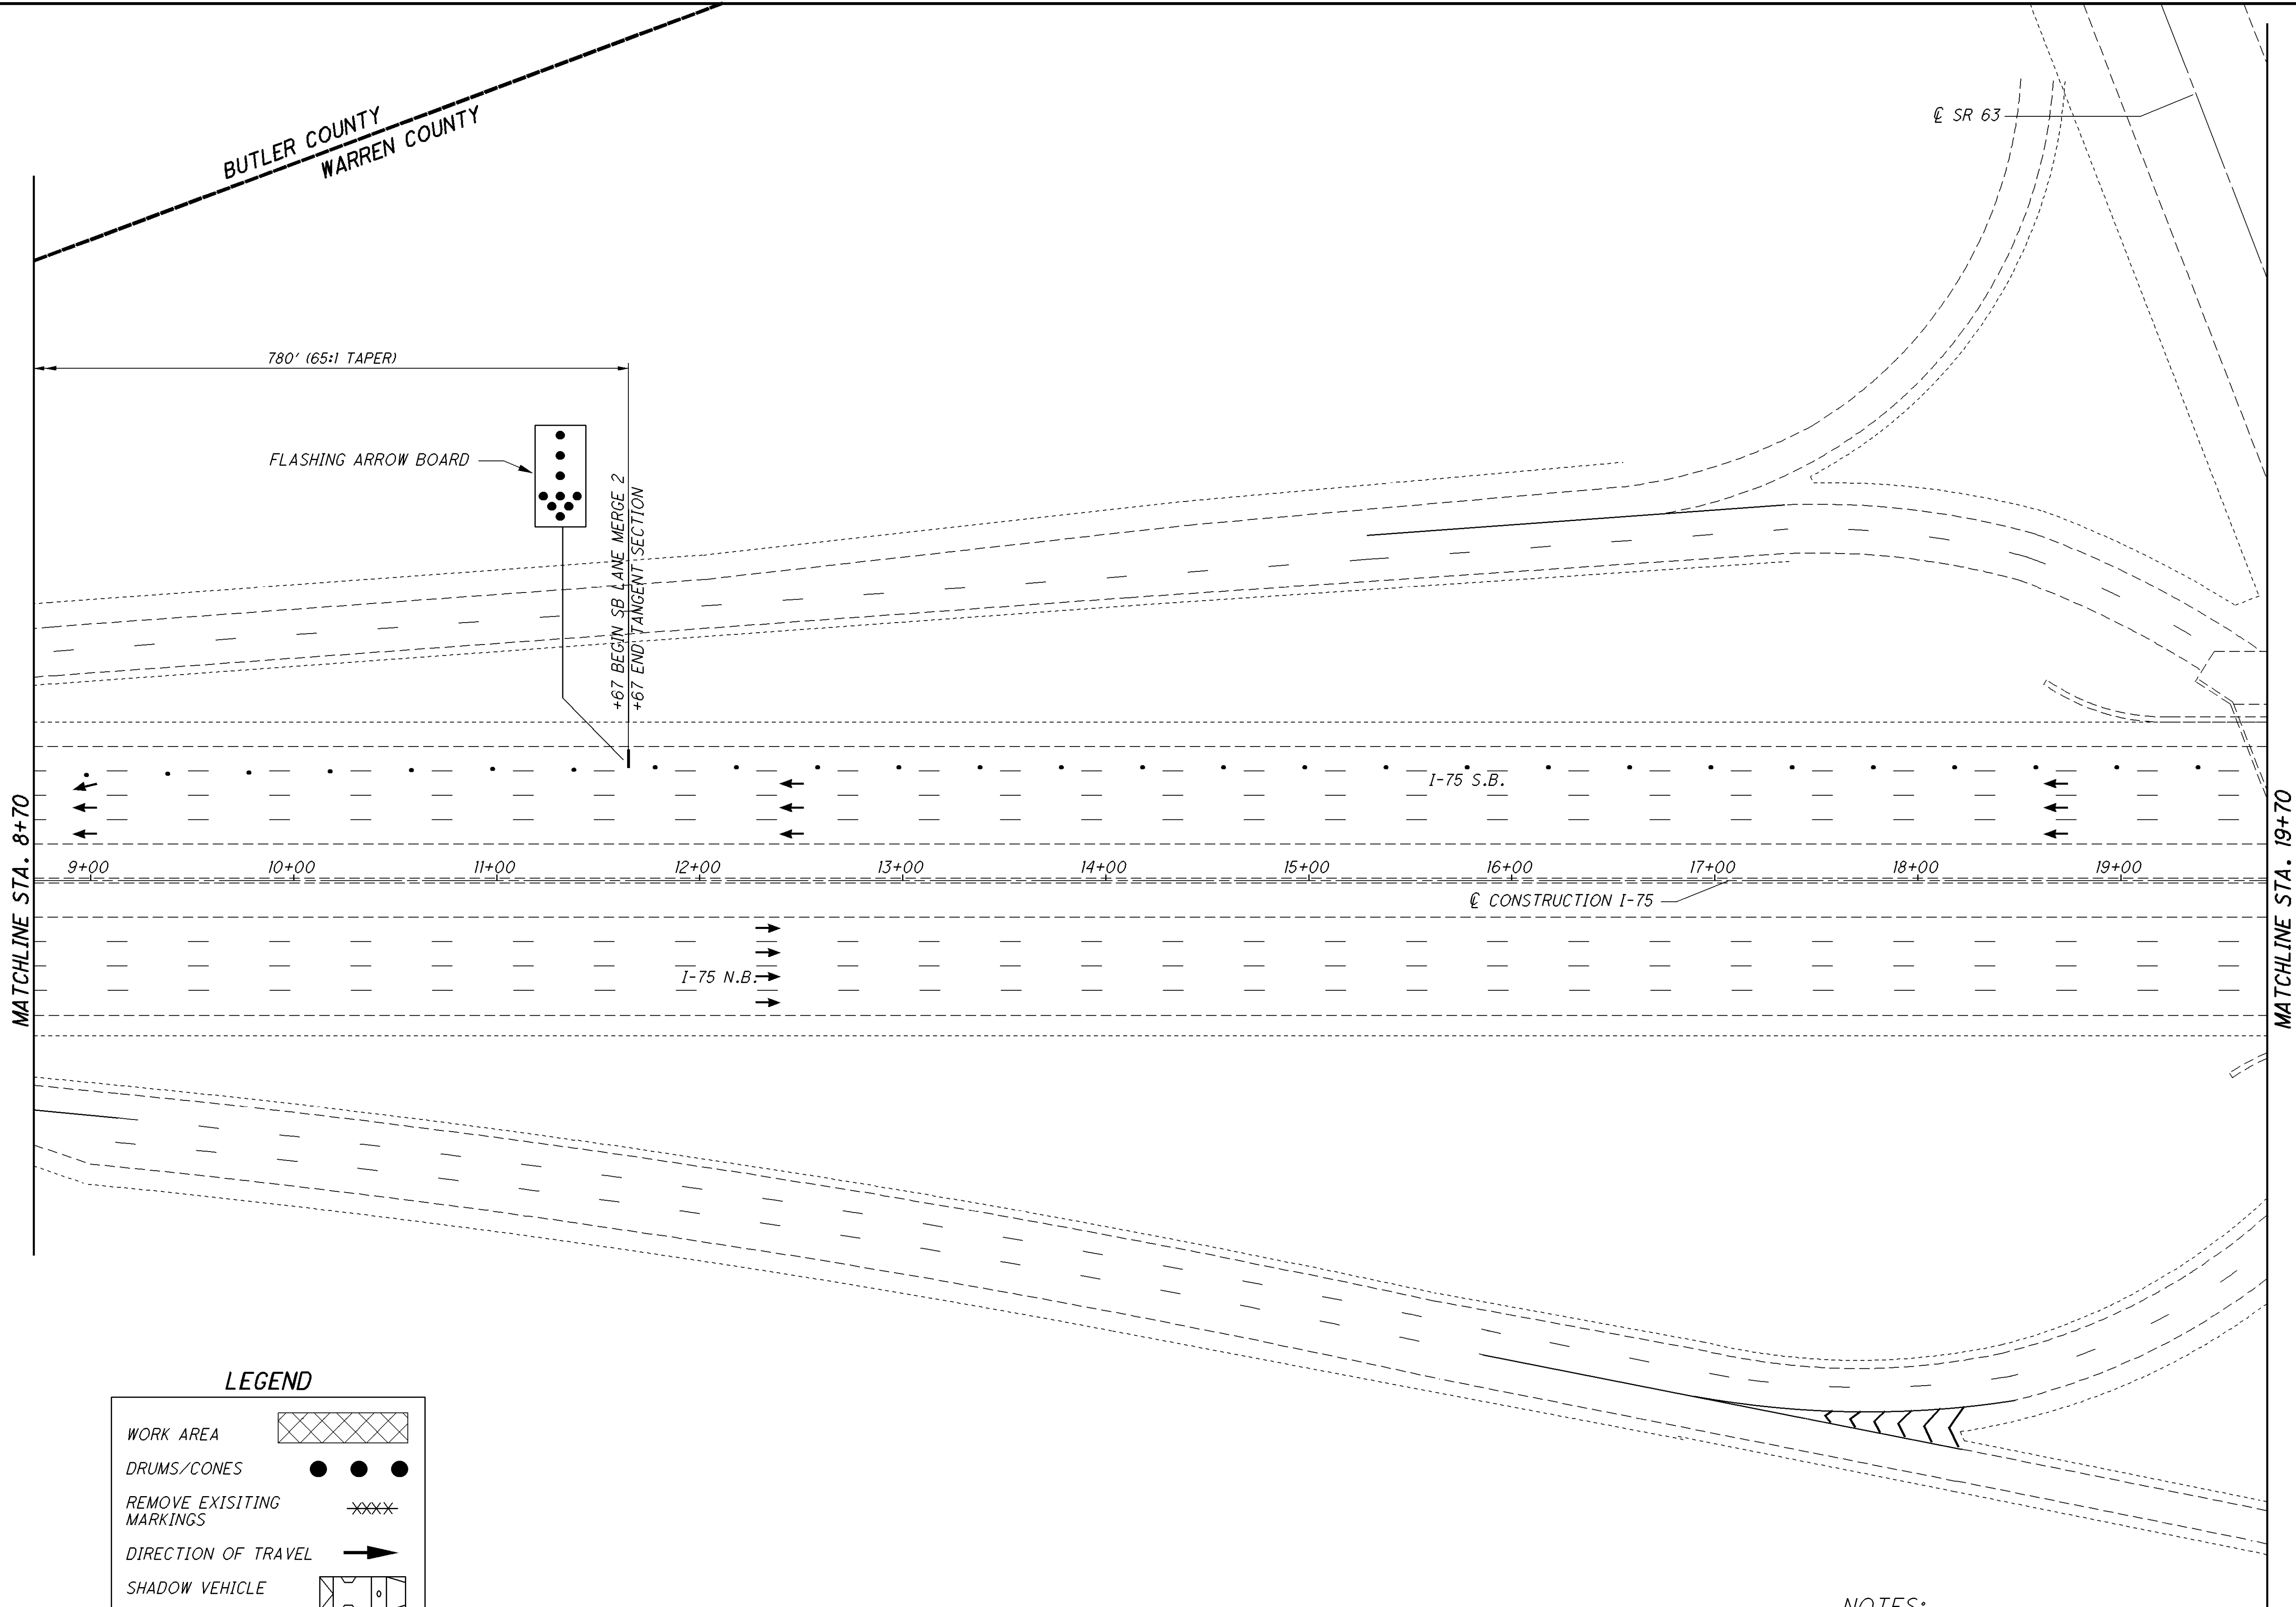 BUTLER COUNTY
WARREN COUNTY
℄ SR 63
780' (65:1 TAPER)
FLASHING ARROW BOARD
+67 BEGIN SB LANE MERGE 2
+67 END TANGENT SECTION
I-75 S.B.
MATCHLINE STA. 8+70
MATCHLINE STA. 19+70
9+00 10+00 11+00 12+00 13+00 14+00 15+00 16+00 17+00 18+00 19+00
℄ CONSTRUCTION I-75
I-75 N.B.
LEGEND
WORK AREA
DRUMS/CONES
REMOVE EXISITING
MARKINGS
DIRECTION OF TRAVEL
SHADOW VEHICLE
NOTES: